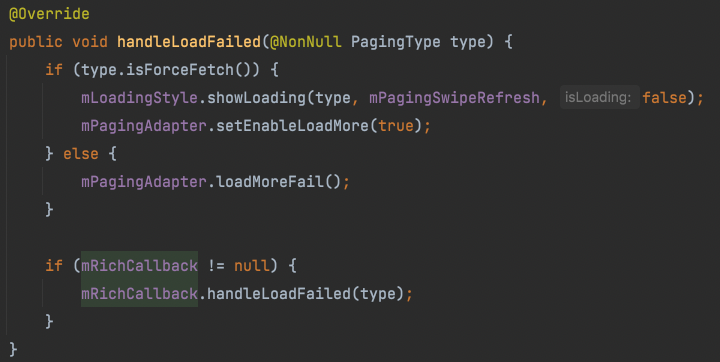 @Override
public void handleLoadFailed(@NonNull PagingType type) {
    if (type.isForceFetch()) {
        mLoadingStyle.showLoading(type, mPagingSwipeRefresh, isLoading: false);
        mPagingAdapter.setEnableLoadMore(true);
    } else {
        mPagingAdapter.loadMoreFail();
    }

    if (mRichCallback != null) {
        mRichCallback.handleLoadFailed(type);
    }
}